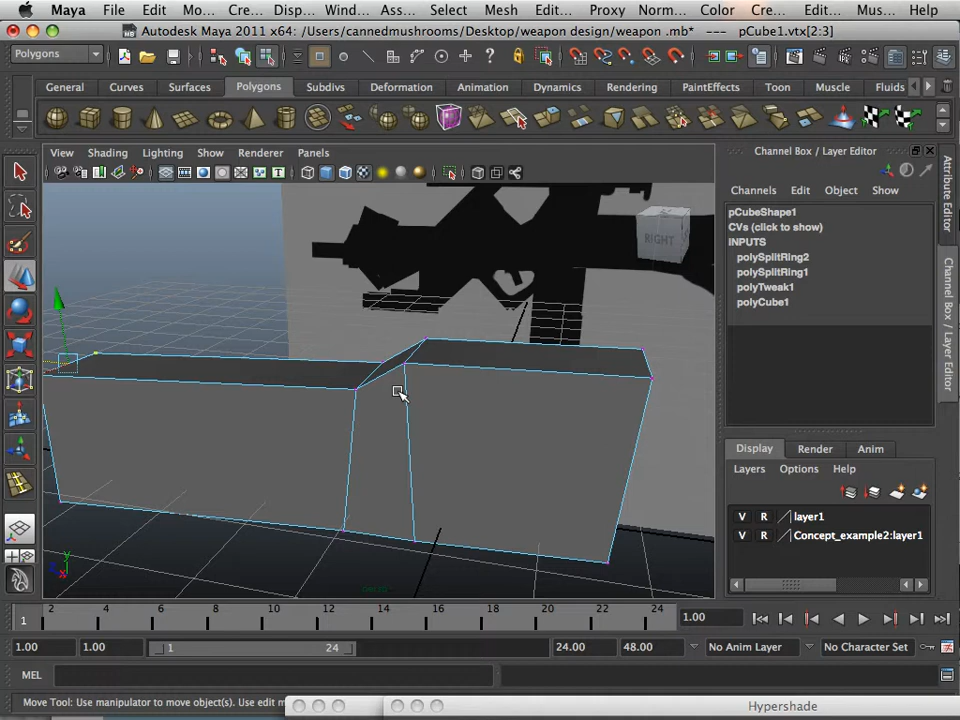 Maya File Edit Mo... Cre... Disp... Wind... Ass... Select Mesh Edit... Proxy Norm... Color Cre... Edit... Mus... Help
Autodesk Maya 2011 x64: /Users/cannedmushrooms/Desktop/weapon design/weapon .mb* --- pCube1.vtx[2:3]
Polygons
General Curves Surfaces Polygons Subdivs Deformation Animation Dynamics Rendering PaintEffects Toon Muscle Fluids
View Shading Lighting Show Renderer Panels
Channel Box / Layer Editor
Channels Edit Object Show
pCubeShape1
CVs (click to show)
INPUTS
polySplitRing2
polySplitRing1
polyTweak1
polyCube1
RIGHT
Attribute Editor
Channel Box / Layer Editor
Display Render Anim
Layers Options Help
V R layer1
V R Concept_example2:layer1
y
x
1 2 4 6 8 10 12 14 16 18 20 22 24 1.00
1.00 1.00 1 24 24.00 48.00 No Anim Layer No Character Set
MEL
Move Tool: Use manipulator to move object(s). Use edit m
Hypershade